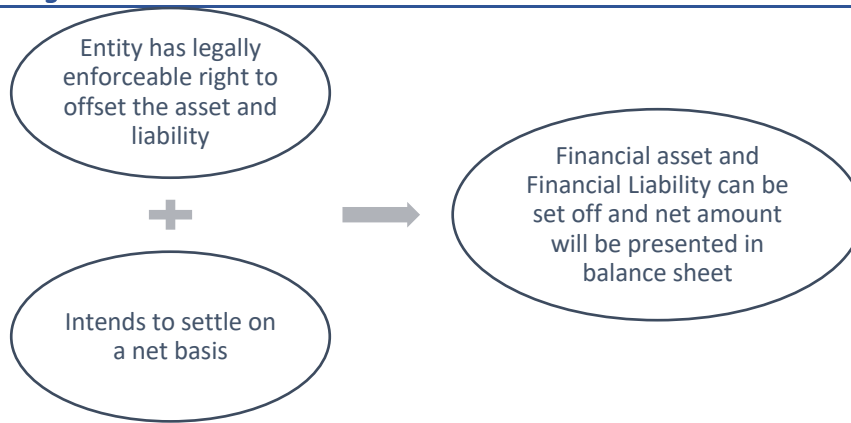 Entity has legally
enforceable right to
offset the asset and
liability
Intends to settle on
a net basis
Financial asset and
Financial Liability can be
set off and net amount
will be presented in
balance sheet